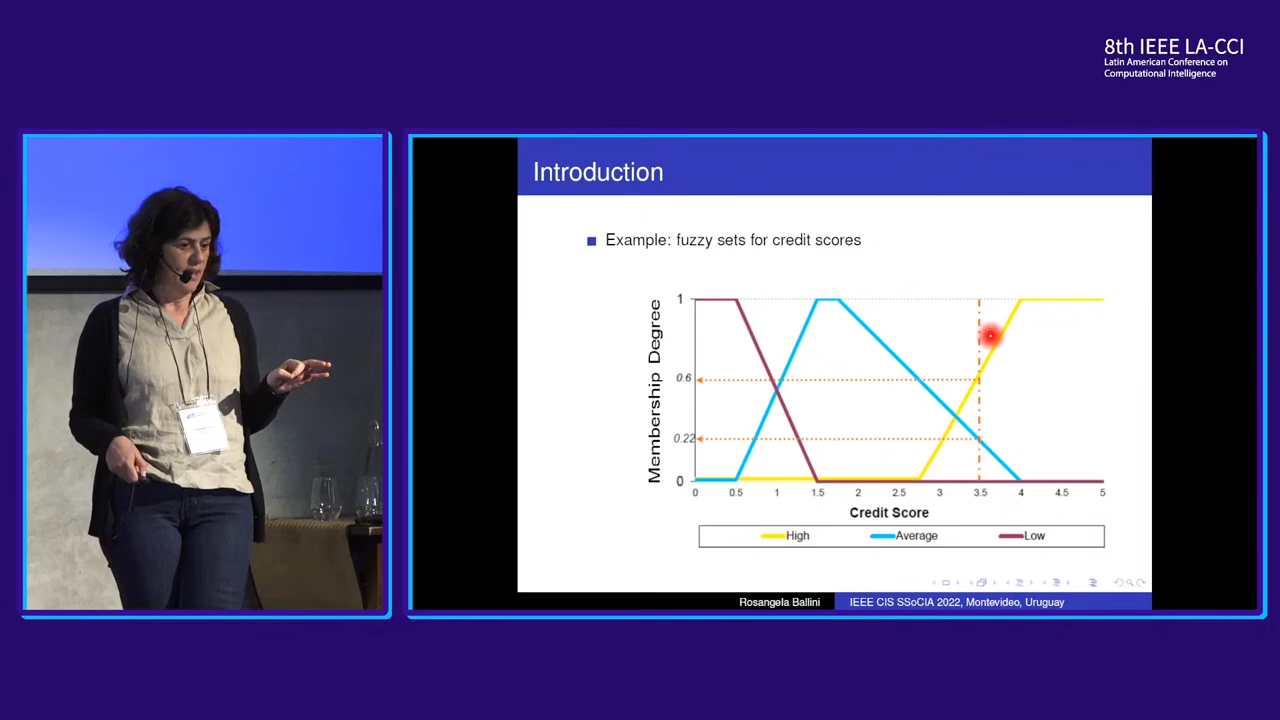 8th IEEE LA-CCI
Latin American Conference on
Computational Intelligence
Introduction
Example: fuzzy sets for credit scores
Membership Degree
1
0.6
0.22
0
0 0.5 1 1.5 2 2.5 3 3.5 4 4.5 5
Credit Score
High Average Low
Rosangela Ballini IEEE CIS SSoCIA 2022, Montevideo, Uruguay